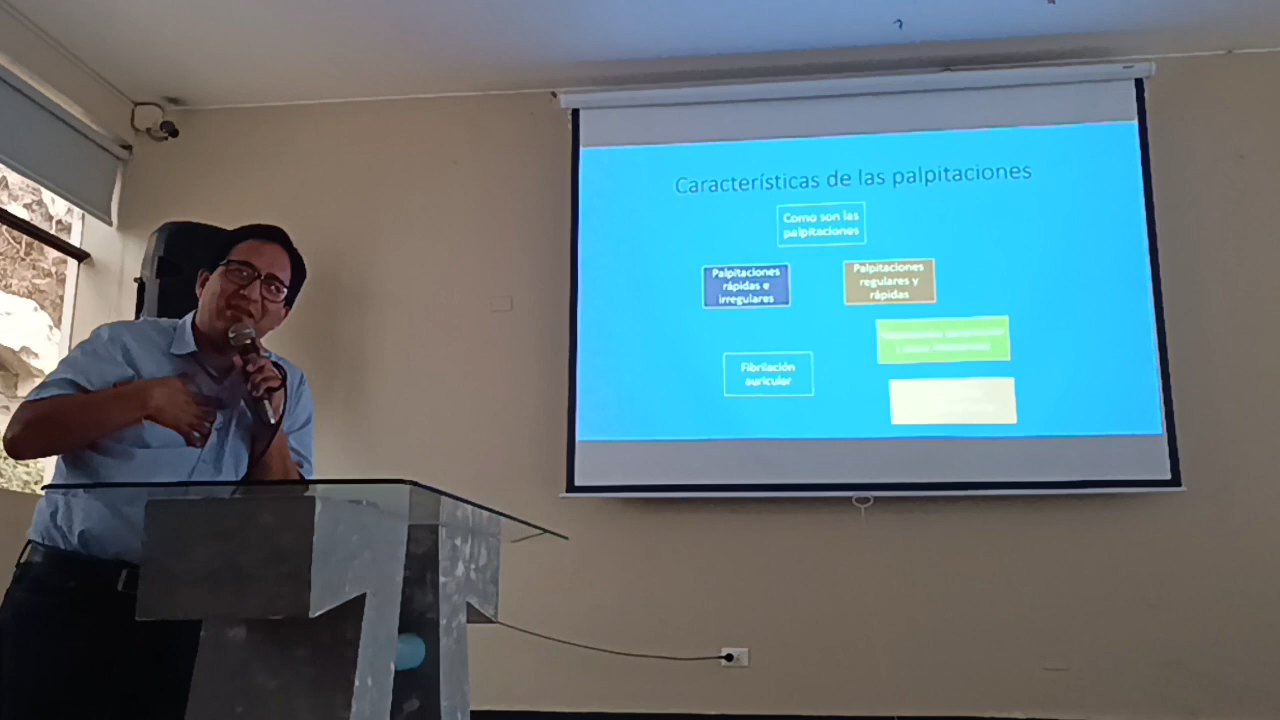 Características de las palpitaciones
Como son las
palpitaciones
Palpitaciones
rápidas e
irregulares
Palpitaciones
regulares y
rápidas
Fibrilación
auricular